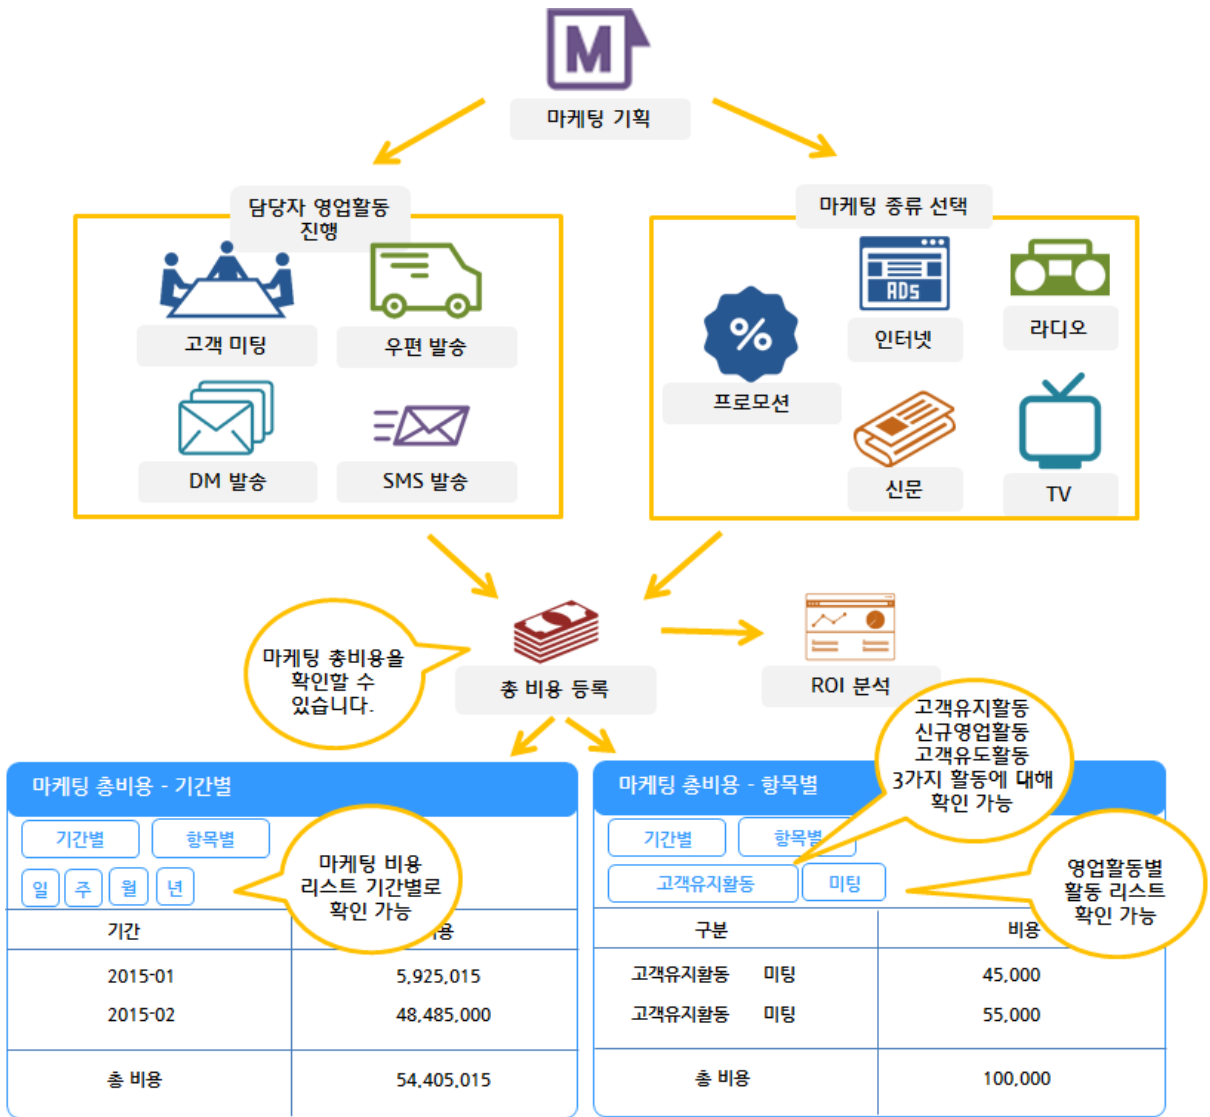 M
마케팅 기획
담당자 영업활동
진행
고객 미팅
우편 발송
DM 발송
SMS 발송
마케팅 종류 선택
%
프로모션
ADS
인터넷
라디오
신문
TV
마케팅 총비용을
확인할 수
있습니다.
총 비용 등록
ROI 분석
고객유지활동
신규영업활동
고객유도활동
3가지 활동에 대해
확인 가능
마케팅 총비용 - 기간별
기간별 항목별
일 주 월 년
마케팅 비용
리스트 기간별로
확인 가능
기간 용
2015-01 5,925,015
2015-02 48,485,000
총 비용 54,405,015
마케팅 총비용 - 항목별
기간별 항목별
고객유지활동 미팅
영업활동별
활동 리스트
확인 가능
구분 비용
고객유지활동 미팅 45,000
고객유지활동 미팅 55,000
총 비용 100,000